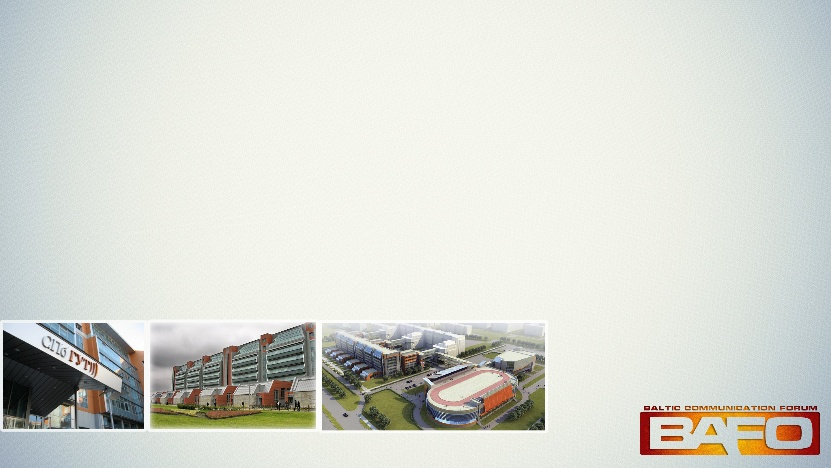 СПб ГУТ)))
BALTIC COMMUNICATION FORUM
BAFO